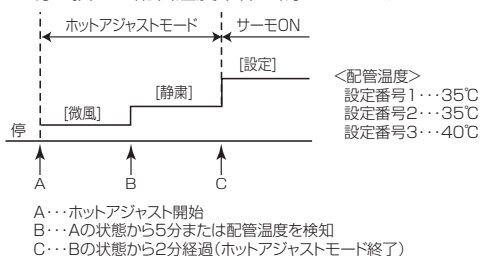 ホットアジャストモード
サーモON
[設定]
[静粛]
[微風]
停
<配管温度>
設定番号1・・・35℃
設定番号2・・・35℃
設定番号3・・・40℃
A
B
C
A・・・ホットアジャスト開始
B・・・Aの状態から5分または配管温度を検知
C・・・Bの状態から2分経過(ホットアジャストモード終了)